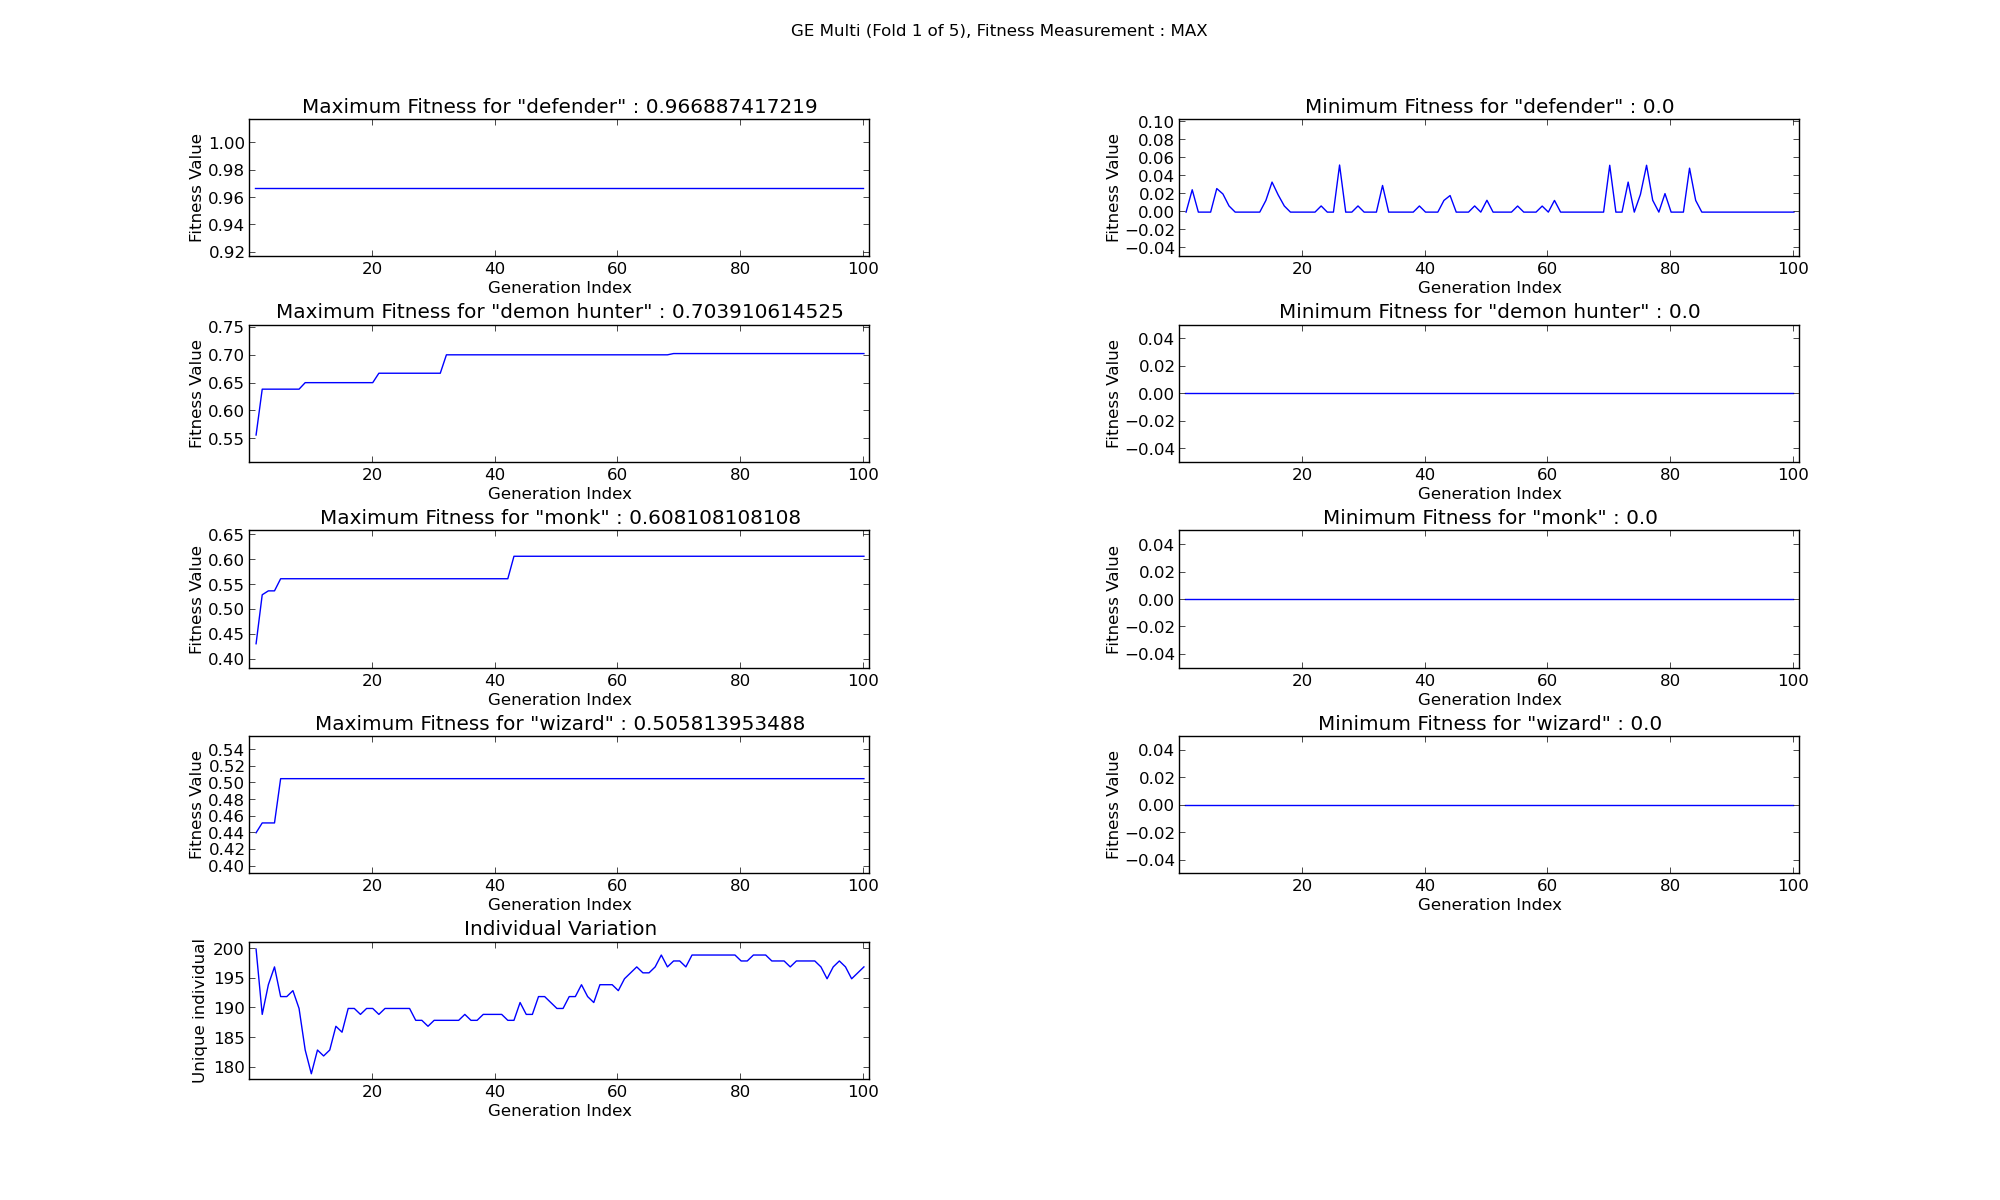 GE Multi (Fold 1 of 5), Fitness Measurement : MAX
Maximum Fitness for "defender" : 0.966887417219
Fitness Value
1.00
0.98
0.96
0.94
0.92
20 40 60 80 100
Generation Index
Minimum Fitness for "defender" : 0.0
Fitness Value
0.10
0.08
0.06
0.04
0.02
0.00
−0.02
−0.04
20 40 60 80 100
Generation Index
Maximum Fitness for "demon hunter" : 0.703910614525
Fitness Value
0.75
0.70
0.65
0.60
0.55
20 40 60 80 100
Generation Index
Minimum Fitness for "demon hunter" : 0.0
Fitness Value
0.04
0.02
0.00
−0.02
−0.04
20 40 60 80 100
Generation Index
Maximum Fitness for "monk" : 0.608108108108
Fitness Value
0.65
0.60
0.55
0.50
0.45
0.40
20 40 60 80 100
Generation Index
Minimum Fitness for "monk" : 0.0
Fitness Value
0.04
0.02
0.00
−0.02
−0.04
20 40 60 80 100
Generation Index
Maximum Fitness for "wizard" : 0.505813953488
Fitness Value
0.54
0.52
0.50
0.48
0.46
0.44
0.42
0.40
20 40 60 80 100
Generation Index
Minimum Fitness for "wizard" : 0.0
Fitness Value
0.04
0.02
0.00
−0.02
−0.04
20 40 60 80 100
Generation Index
Individual Variation
Unique individual
200
195
190
185
180
20 40 60 80 100
Generation Index